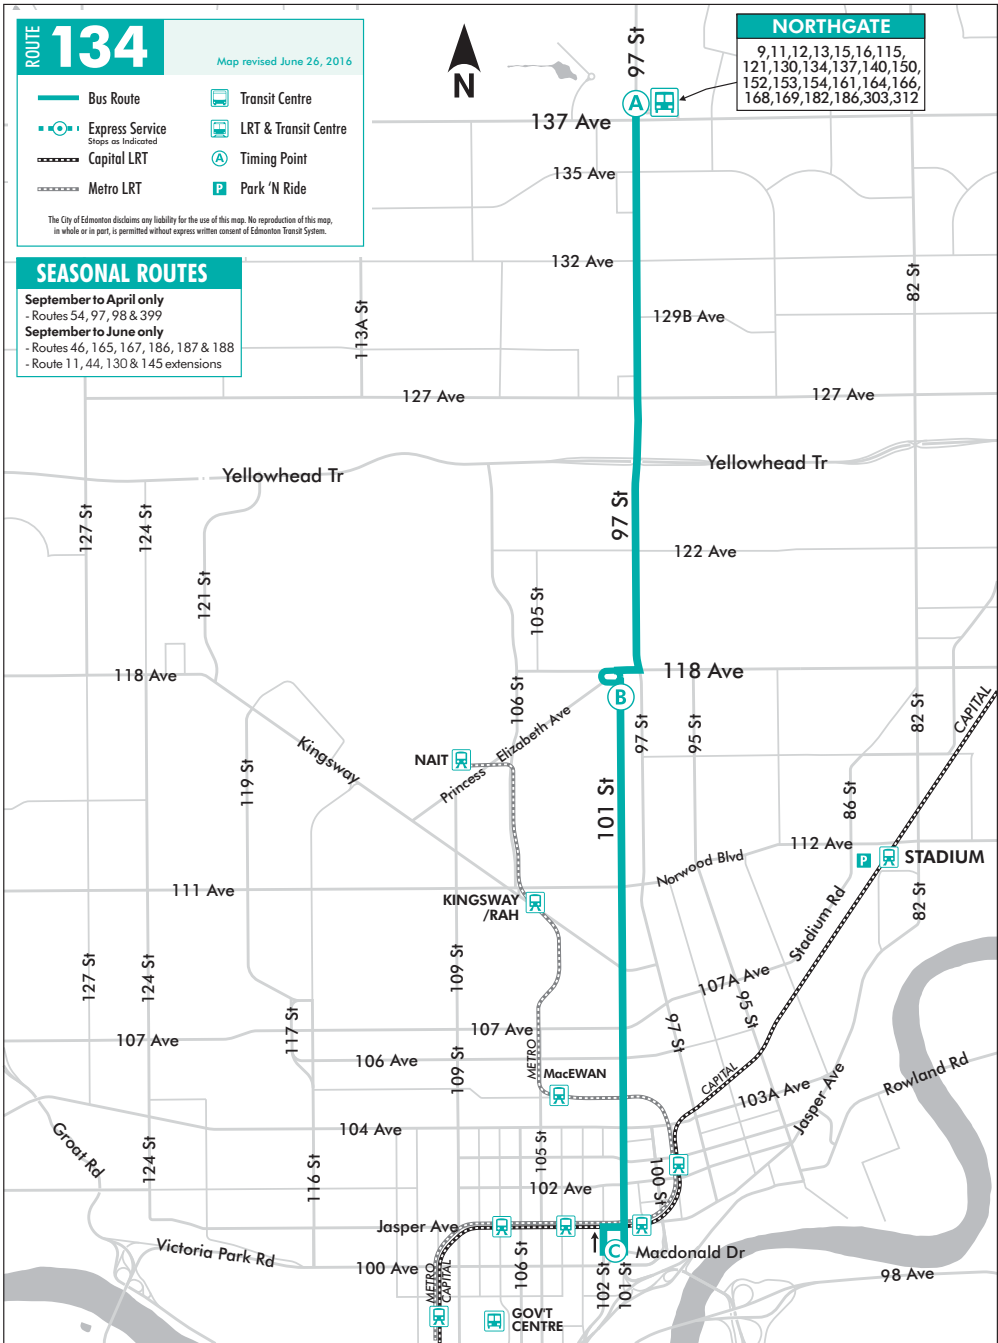 ROUTE 134
Map revised June 26, 2016
Bus Route
Express Service
Stops as Indicated
Capital LRT
Metro LRT
Transit Centre
LRT & Transit Centre
A Timing Point
P Park 'N Ride
The City of Edmonton disclaims any liability for the use of this map. No reproduction of this map,
in whole or in part, is permitted without express written consent of Edmonton Transit System.
SEASONAL ROUTES
September to April only
- Routes 54, 97, 98 & 399
September to June only
- Routes 46, 165, 167, 186, 187 & 188
- Route 11, 44, 130 & 145 extensions
N
97 St
NORTHGATE
9,11,12,13,15,16,115,
121,130,134,137,140,150,
152,153,154,161,164,166,
168,169,182,186,303,312
A
137 Ave
135 Ave
132 Ave
82 St
113A St
129B Ave
127 Ave
127 Ave
Yellowhead Tr
Yellowhead Tr
97 St
127 St
124 St
122 Ave
121 St
105 St
118 Ave
118 Ave
B
106 St
97 St
95 St
82 St
CAPITAL
Kingsway
NAIT
Princess Elizabeth Ave
119 St
101 St
86 St
112 Ave
P
STADIUM
Norwood Blvd
111 Ave
KINGSWAY
/RAH
82 St
Stadium Rd
127 St
124 St
109 St
107A Ave
95 St
97 St
117 St
107 Ave
107 Ave
106 Ave
METRO
109 St
MacEWAN
CAPITAL
103A Ave
Jasper Ave
Rowland Rd
104 Ave
Groat Rd
124 St
116 St
105 St
100 St
102 Ave
Jasper Ave
C
Macdonald Dr
Victoria Park Rd
100 Ave
METRO
CAPITAL
106 St
102 St
101 St
98 Ave
GOV'T
CENTRE